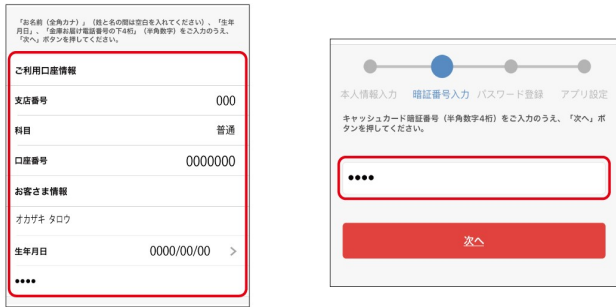 「お名前（全角カナ）」（姓と名の間は空白を入れてください）、「生年
月日」、「金庫お届け電話番号の下4桁」（半角数字）をご入力のうえ、
「次へ」ボタンを押してください。
ご利用口座情報
支店番号 000
科目 普通
口座番号 0000000
お客さま情報
オカザキ タロウ
生年月日 0000/00/00 >
••••
本人情報入力 暗証番号入力 パスワード登録 アプリ設定
キャッシュカード暗証番号（半角数字4桁）をご入力のうえ、「次へ」ボ
タンを押してください。
••••
次へ